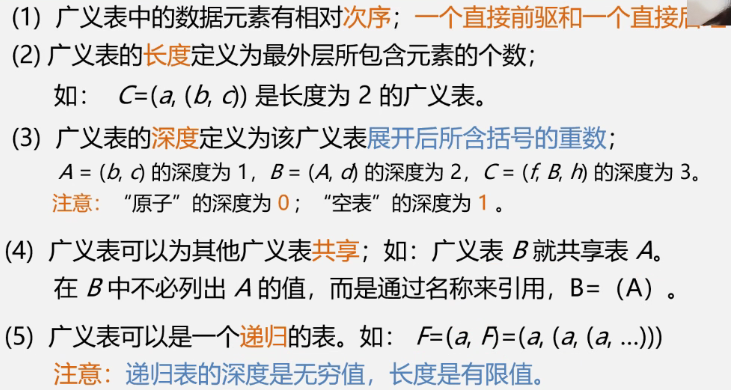 (1) 广义表中的数据元素有相对次序；一个直接前驱和一个直接后
(2) 广义表的长度定义为最外层所包含元素的个数；
如： C=(a, (b, c)) 是长度为 2 的广义表。
(3) 广义表的深度定义为该广义表展开后所含括号的重数；
A = (b, c) 的深度为 1，B = (A, d) 的深度为 2，C = (f, B, h) 的深度为 3。
注意： “原子”的深度为 0 ； “空表”的深度为 1 。
(4) 广义表可以为其他广义表共享；如：广义表 B 就共享表 A。
在 B 中不必列出 A 的值，而是通过名称来引用，B=（A）。
(5) 广义表可以是一个递归的表。如： F=(a, F)=(a, (a, (a, …)))
注意：递归表的深度是无穷值，长度是有限值。